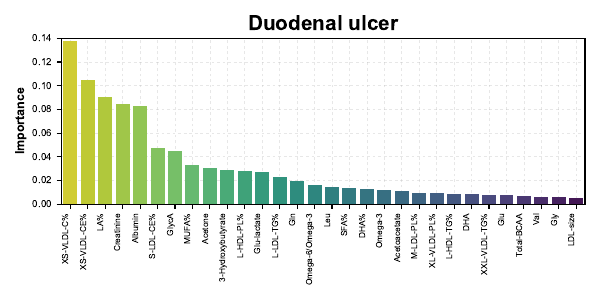 Duodenal ulcer
Importance
0.14
0.12
0.10
0.08
0.06
0.04
0.02
0.00
XS-VLDL-C%
XS-VLDL-CE%
LA%
Creatinine
Albumin
S-LDL-CE%
GlycA
MUFA%
Acetone
3-Hydroxybutyrate
L-HDL-PL%
Glu-lactate
L-LDL-TG%
Gln
Omega-6/Omega-3
Leu
SFA%
DHA%
Omega-3
Acetoacetate
M-LDL-PL%
XL-VLDL-PL%
L-HDL-TG%
DHA
XXL-VLDL-TG%
Glu
Total-BCAA
Val
Gly
LDL-size